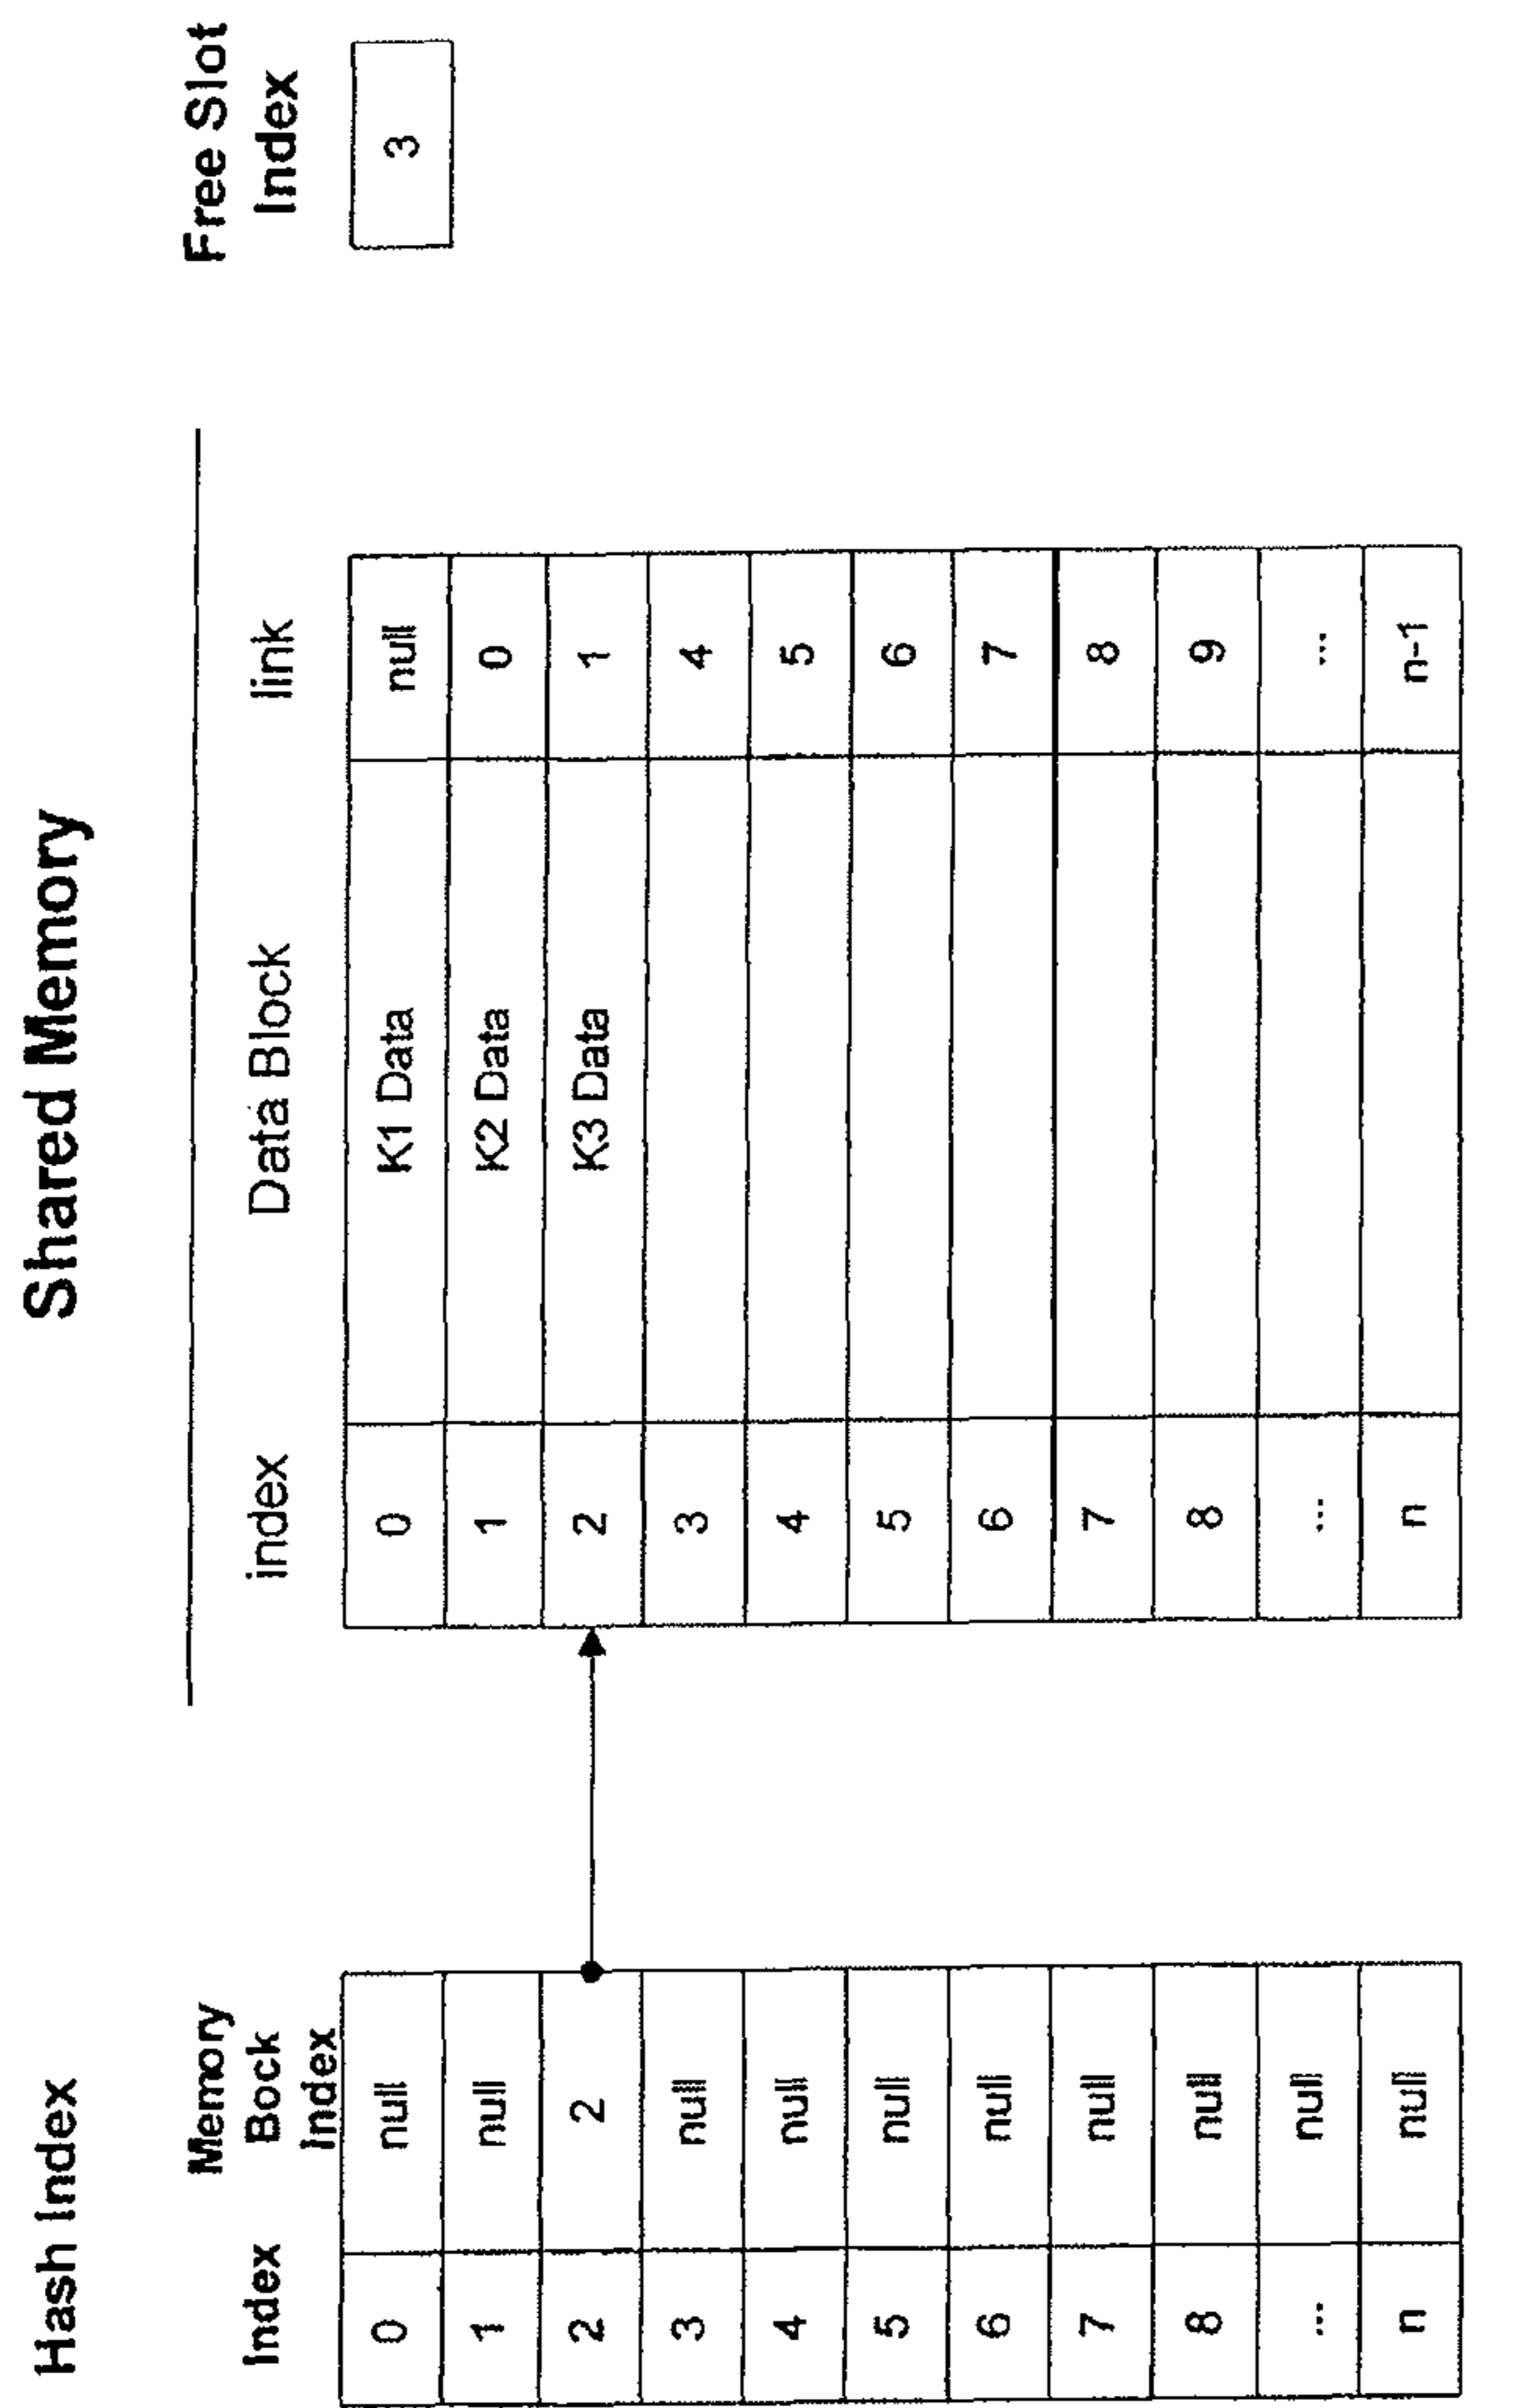 Shared Memory
Hash Index
Index
Memory
Bock
Index
0 null
1 null
2 2
3 null
4 null
5 null
6 null
7 null
8 null
... null
n null
index Data Block link
0 K1 Data null
1 K2 Data 0
2 K3 Data 1
3 4
4 5
5 6
6 7
7 8
8 9
... ...
n n-1
Free Slot
Index
3